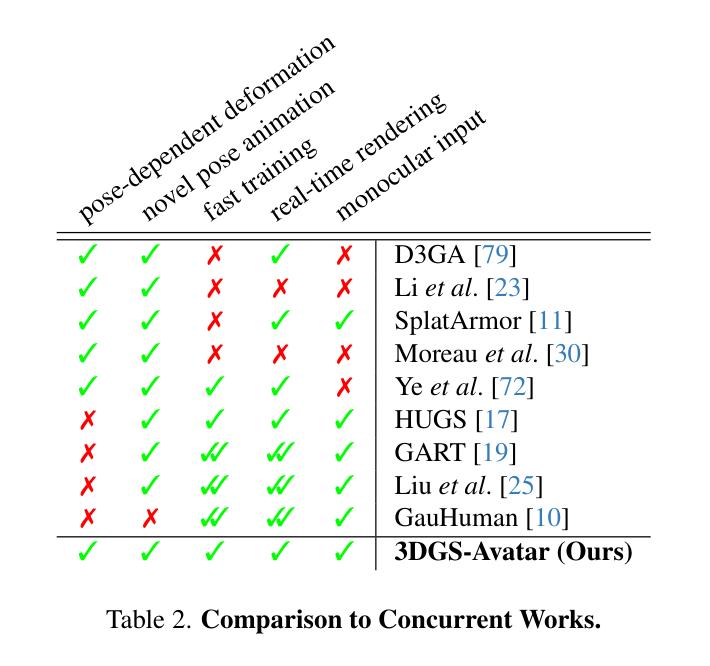 pose-dependent deformation
novel pose animation
fast training
real-time rendering
monocular input
✓ ✓ ✗ ✓ ✗ D3GA [79]
✓ ✓ ✗ ✗ ✗ Li et al. [23]
✓ ✓ ✗ ✓ ✓ SplatArmor [11]
✓ ✓ ✗ ✗ ✗ Moreau et al. [30]
✓ ✓ ✓ ✓ ✗ Ye et al. [72]
✗ ✓ ✓ ✓ ✓ HUGS [17]
✗ ✓ ✓✓ ✓✓ ✓ GART [19]
✗ ✓ ✓✓ ✓✓ ✓ Liu et al. [25]
✗ ✗ ✓✓ ✓✓ ✓ GauHuman [10]
✓ ✓ ✓ ✓ ✓ 3DGS-Avatar (Ours)
Table 2. Comparison to Concurrent Works.